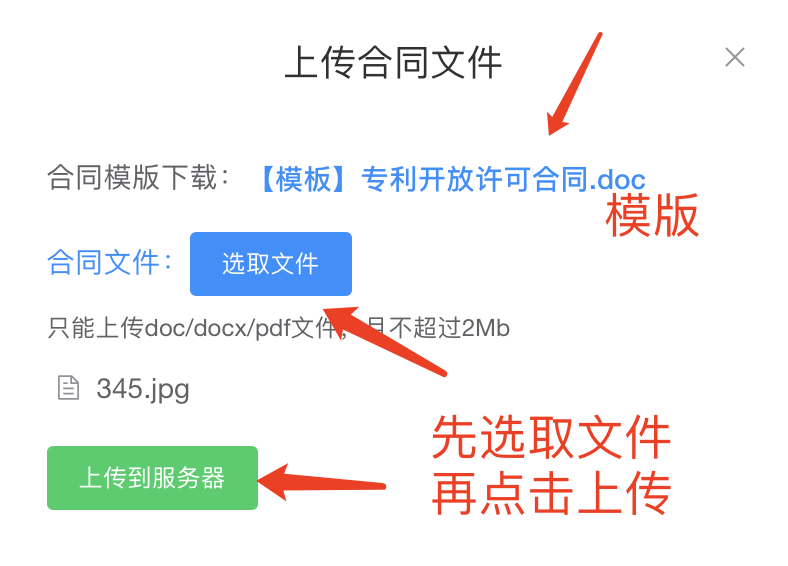 上传合同文件
合同模版下载：【模板】专利开放许可合同.doc
模版
合同文件：选取文件
只能上传doc/docx/pdf文件，且不超过2Mb
345.jpg
先选取文件
再点击上传
上传到服务器